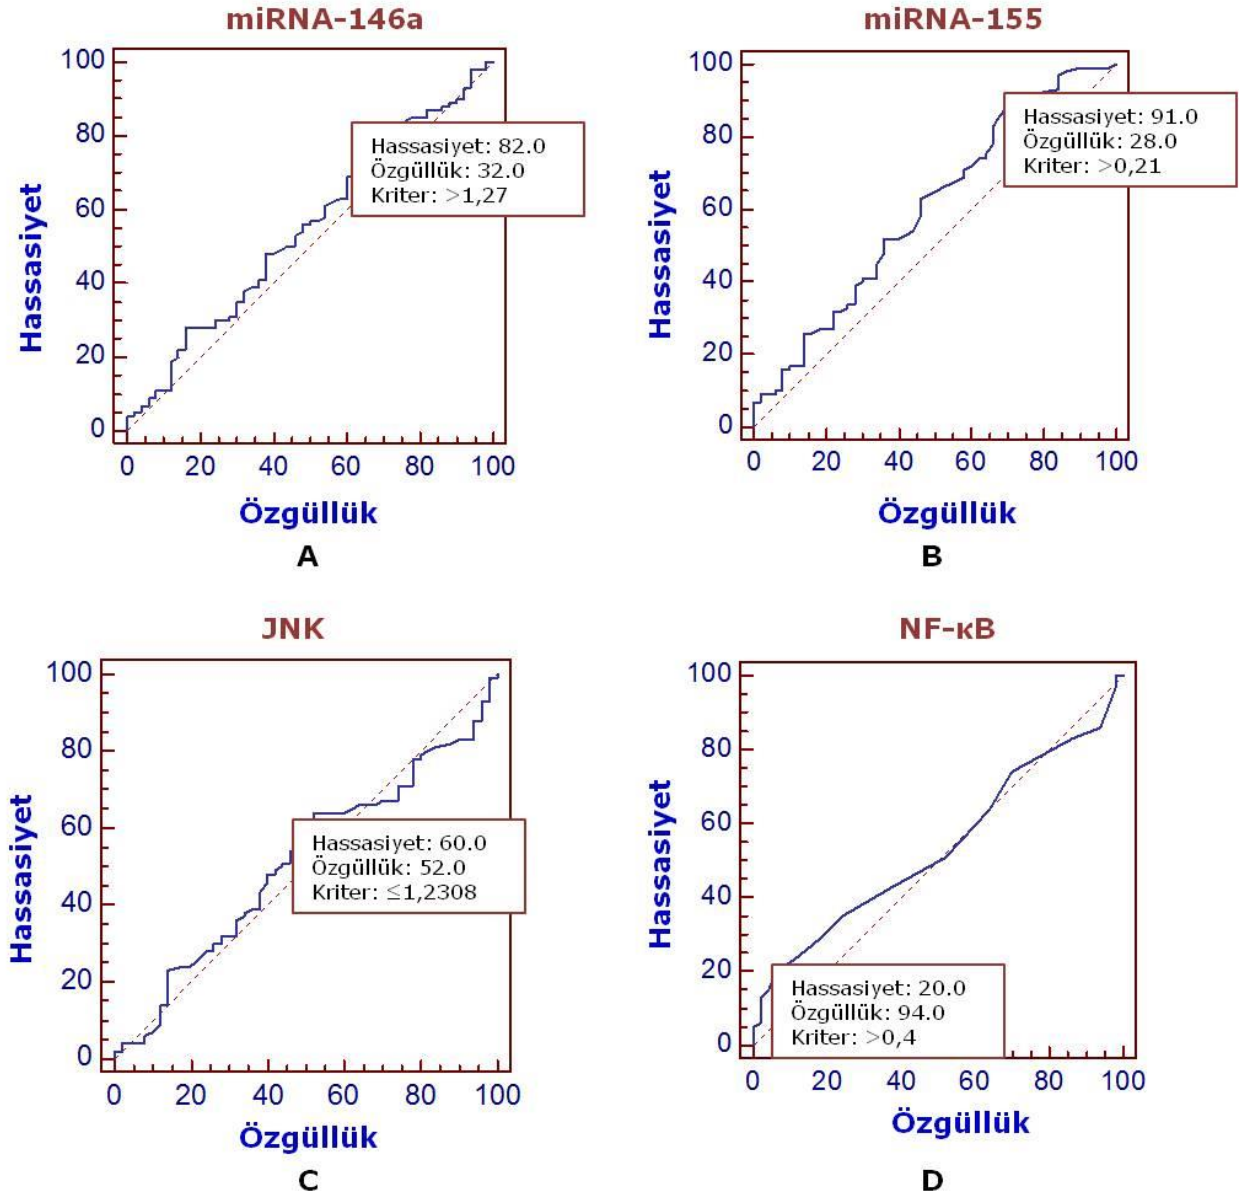 miRNA-146a
100
80
60
40
20
0
Hassasiyet
Hassasiyet: 82.0
Özgüllük: 32.0
Kriter: >1,27
0 20 40 60 80 100
Özgüllük
A
miRNA-155
100
80
60
40
20
0
Hassasiyet
Hassasiyet: 91.0
Özgüllük: 28.0
Kriter: >0,21
0 20 40 60 80 100
Özgüllük
B
JNK
100
80
60
40
20
0
Hassasiyet
Hassasiyet: 60.0
Özgüllük: 52.0
Kriter: ≤1,2308
0 20 40 60 80 100
Özgüllük
C
NF-κB
100
80
60
40
20
0
Hassasiyet
Hassasiyet: 20.0
Özgüllük: 94.0
Kriter: >0,4
0 20 40 60 80 100
Özgüllük
D